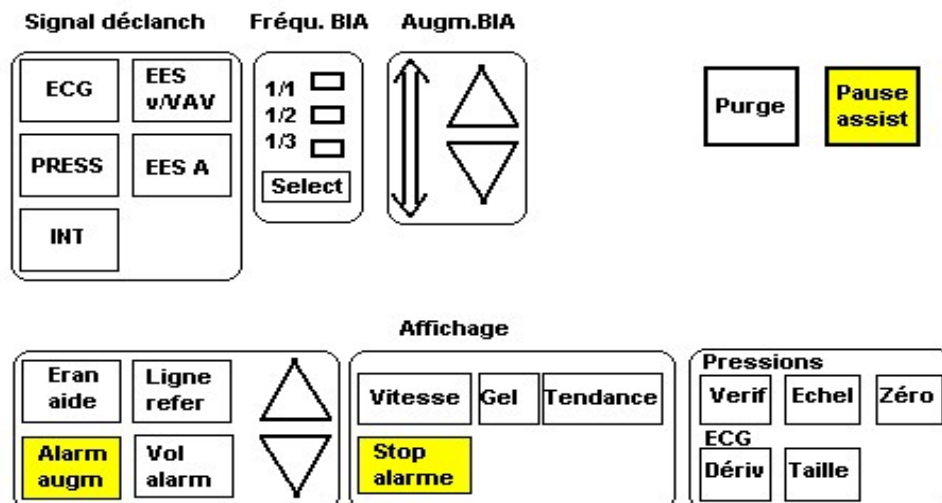 Signal déclanch
Fréqu. BIA
Augm.BIA
ECG
EES
v/VAV
PRESS
EES A
INT
1/1
1/2
1/3
Select
Purge
Pause
assist
Affichage
Eran
aide
Ligne
refer
Alarm
augm
Vol
alarm
Vitesse
Gel
Tendance
Stop
alarme
Pressions
Verif
Echel
Zéro
ECG
Dériv
Taille